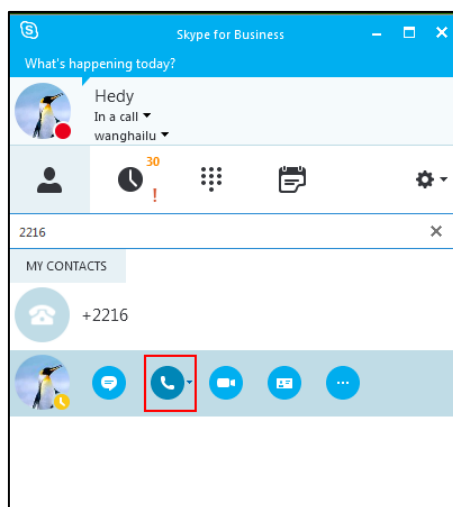 Skype for Business
What's happening today?
Hedy
In a call
wanghailu
30
!
2216
MY CONTACTS
+2216